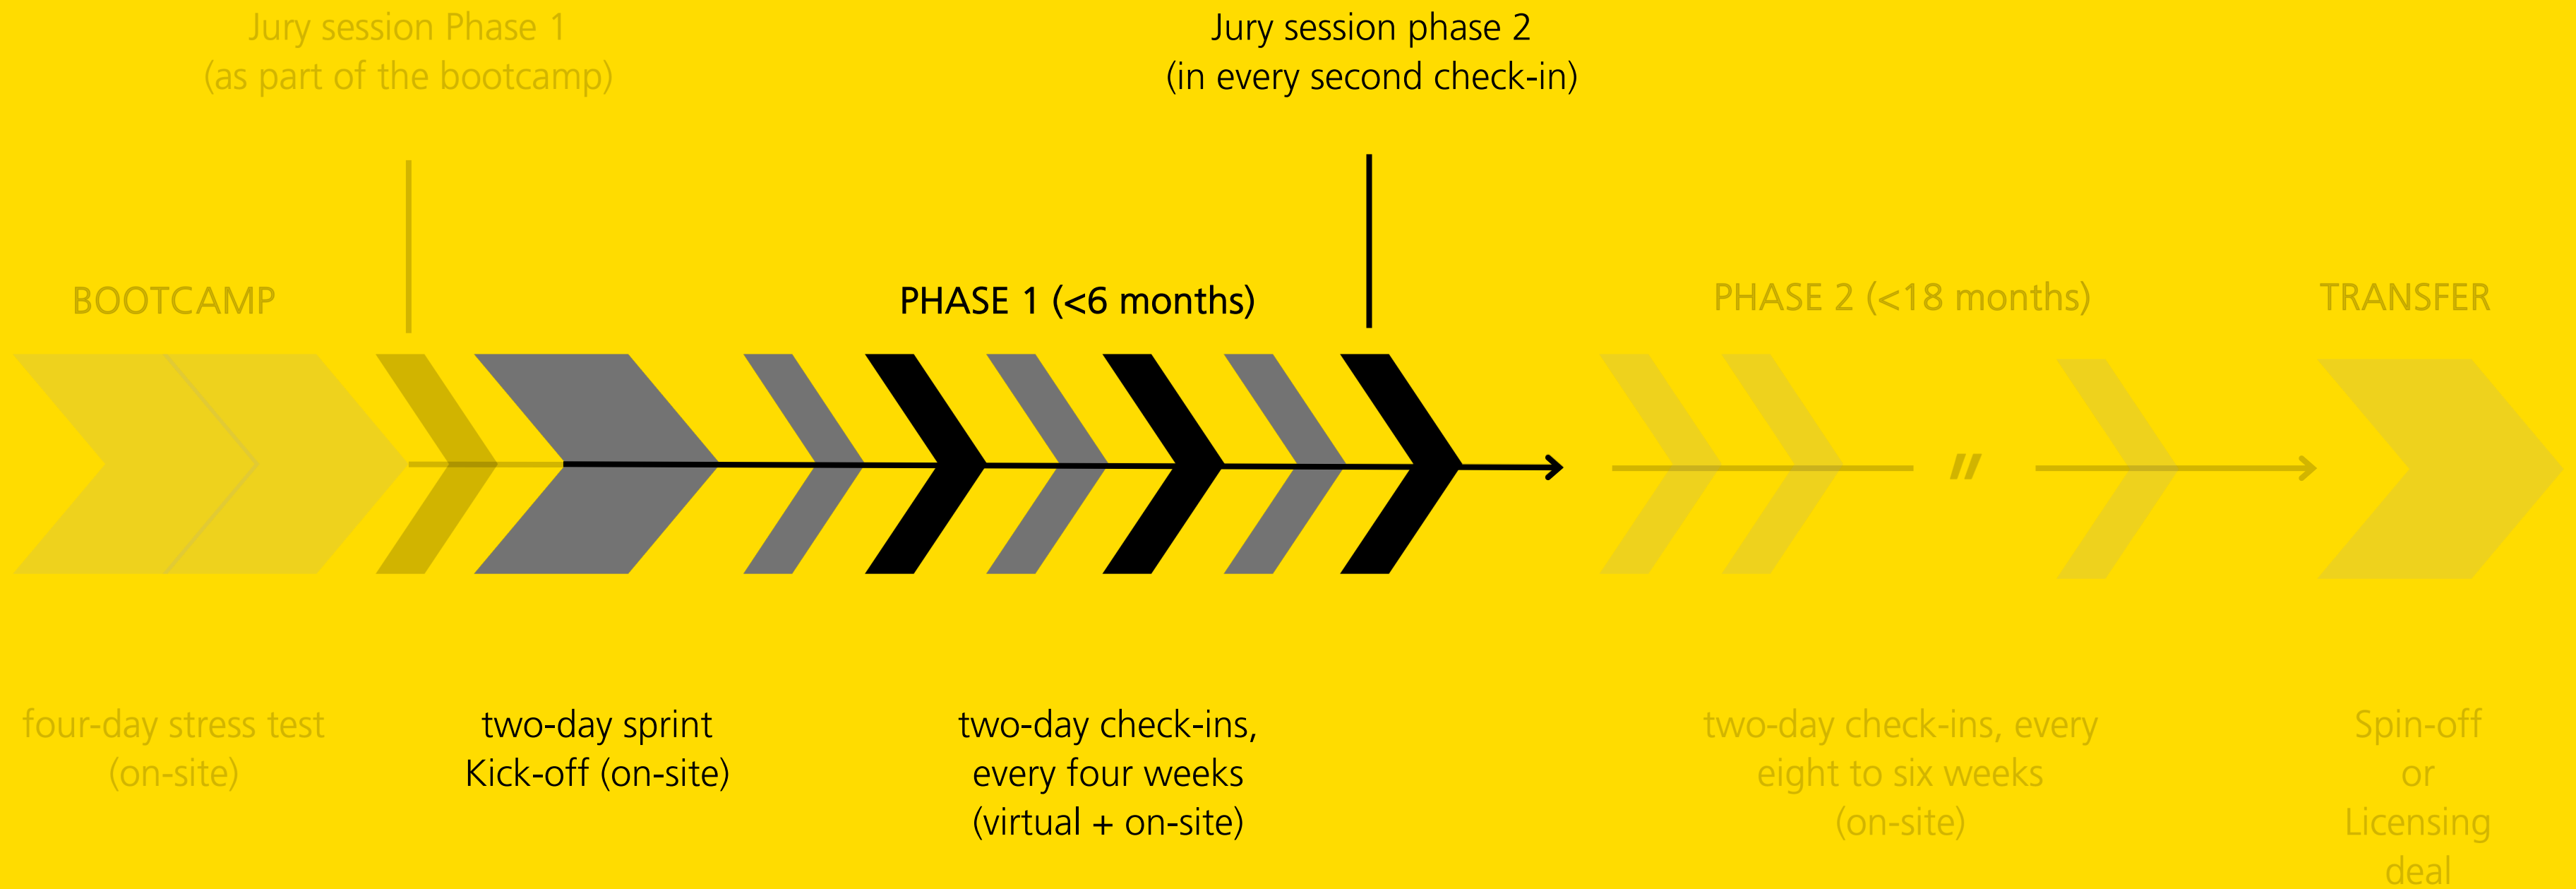 Jury session Phase 1
(as part of the bootcamp)
Jury session phase 2
(in every second check-in)
BOOTCAMP
PHASE 1 (<6 months)
PHASE 2 (<18 months)
TRANSFER
//
four-day stress test
(on-site)
two-day sprint
Kick-off (on-site)
two-day check-ins,
every four weeks
(virtual + on-site)
two-day check-ins, every
eight to six weeks
(on-site)
Spin-off
or
Licensing
deal